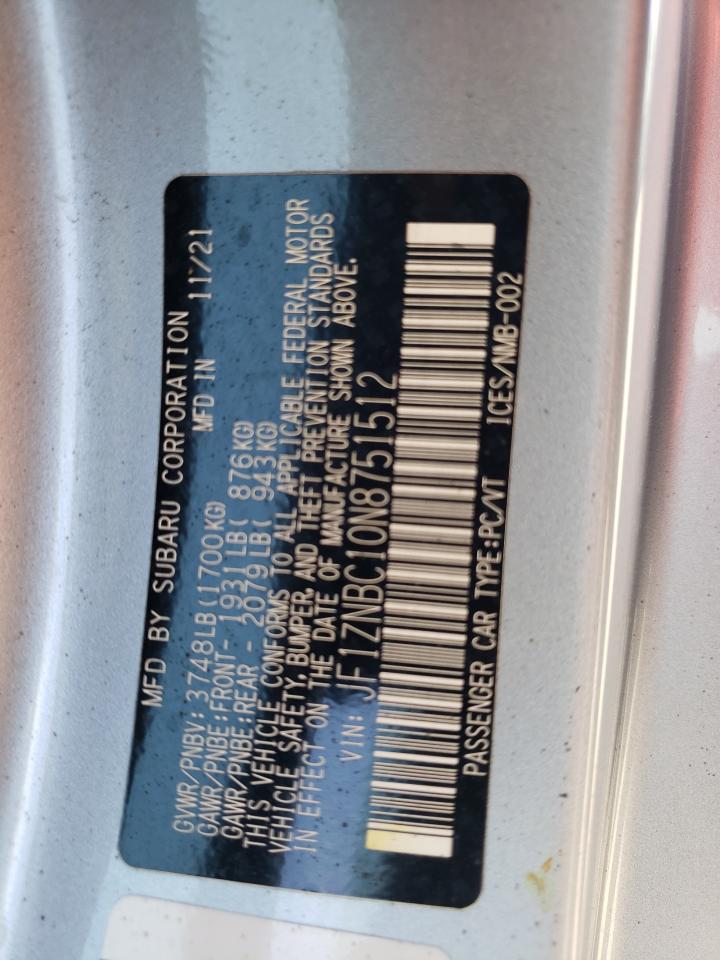 MFD BY SUBARU CORPORATION 11/21
GVWR/PNBV: 3748LB(1700KG) MFD IN
GAWR/PNBE:FRONT- 1931LB( 876KG)
GAWR/PNBE:REAR - 2079LB( 943KG)
THIS VEHICLE CONFORMS TO ALL APPLICABLE FEDERAL MOTOR
VEHICLE SAFETY, BUMPER, AND THEFT PREVENTION STANDARDS
IN EFFECT ON THE DATE OF MANUFACTURE SHOWN ABOVE.
VIN: JF1ZNBC10N8751512
PASSENGER CAR TYPE:PC/VT ICES/NMB-002